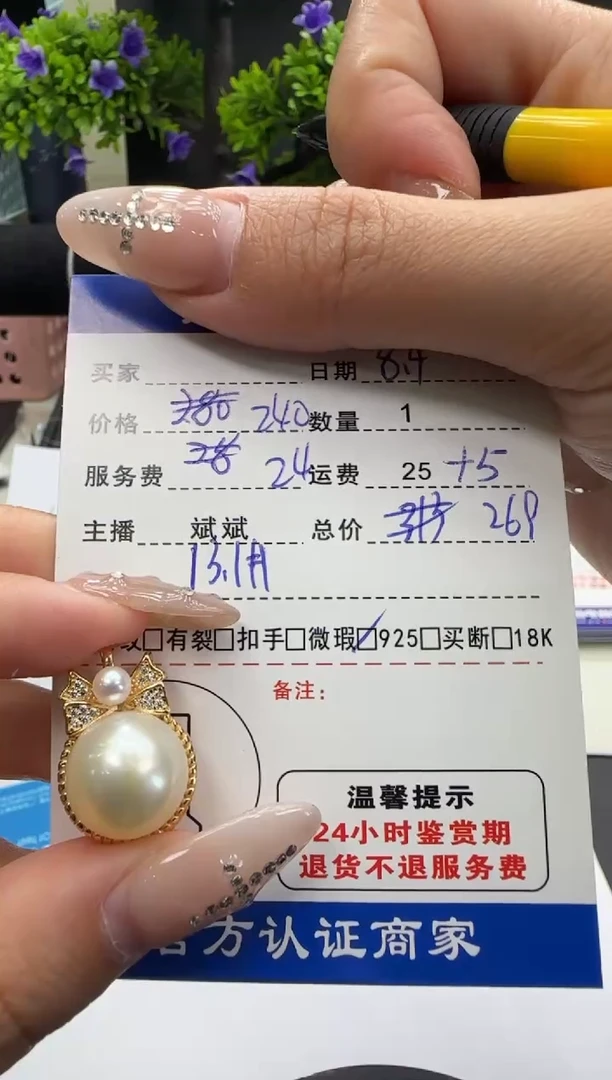 买家 日期 8.4
价格 240 数量 1
服务费 28 24 运费 25 +5
主播 斌斌 总价 269
13.1月
有裂□扣手□微瑕☑925□买断□18K
备注：
温馨提示
24小时鉴赏期
退货不退服务费
官方认证商家